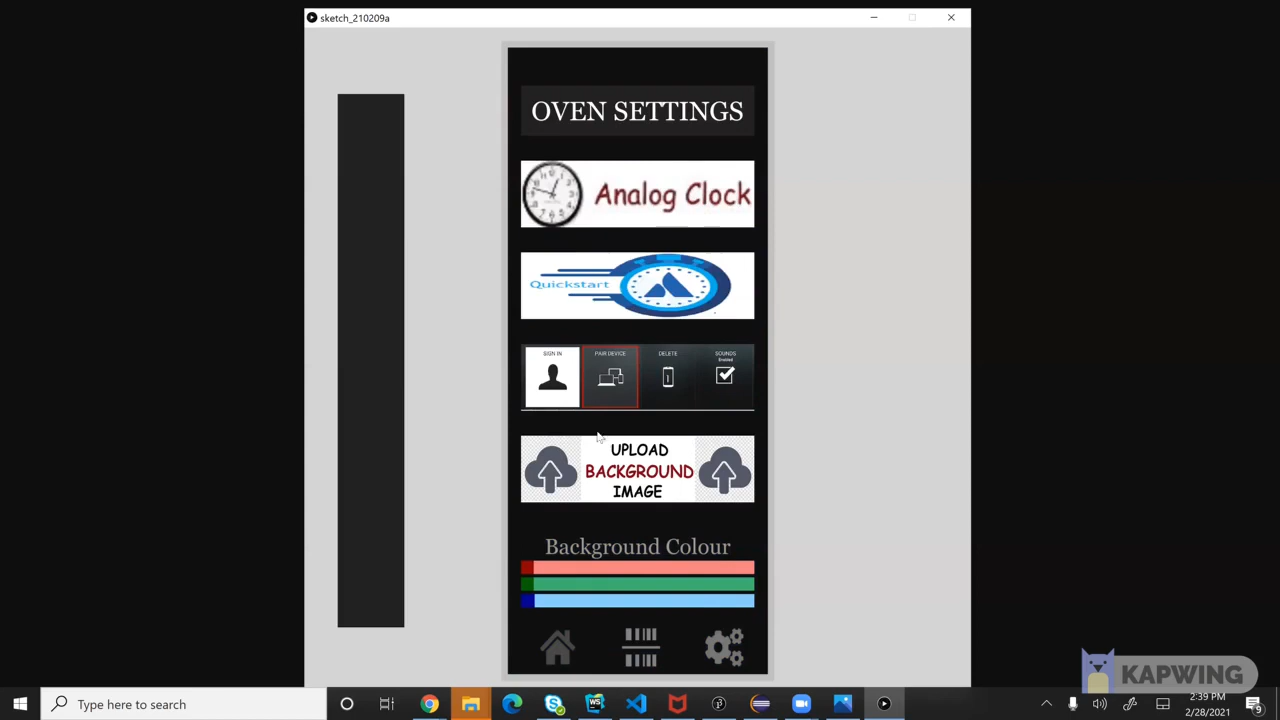 sketch_210209a
OVEN SETTINGS
Analog Clock
Quickstart
SIGN IN
PAIR DEVICE
DELETE
SOUNDS
Enabled
UPLOAD
BACKGROUND
IMAGE
Background Colour
KAPWING
Type here to search
2:39 PM
2/28/2021